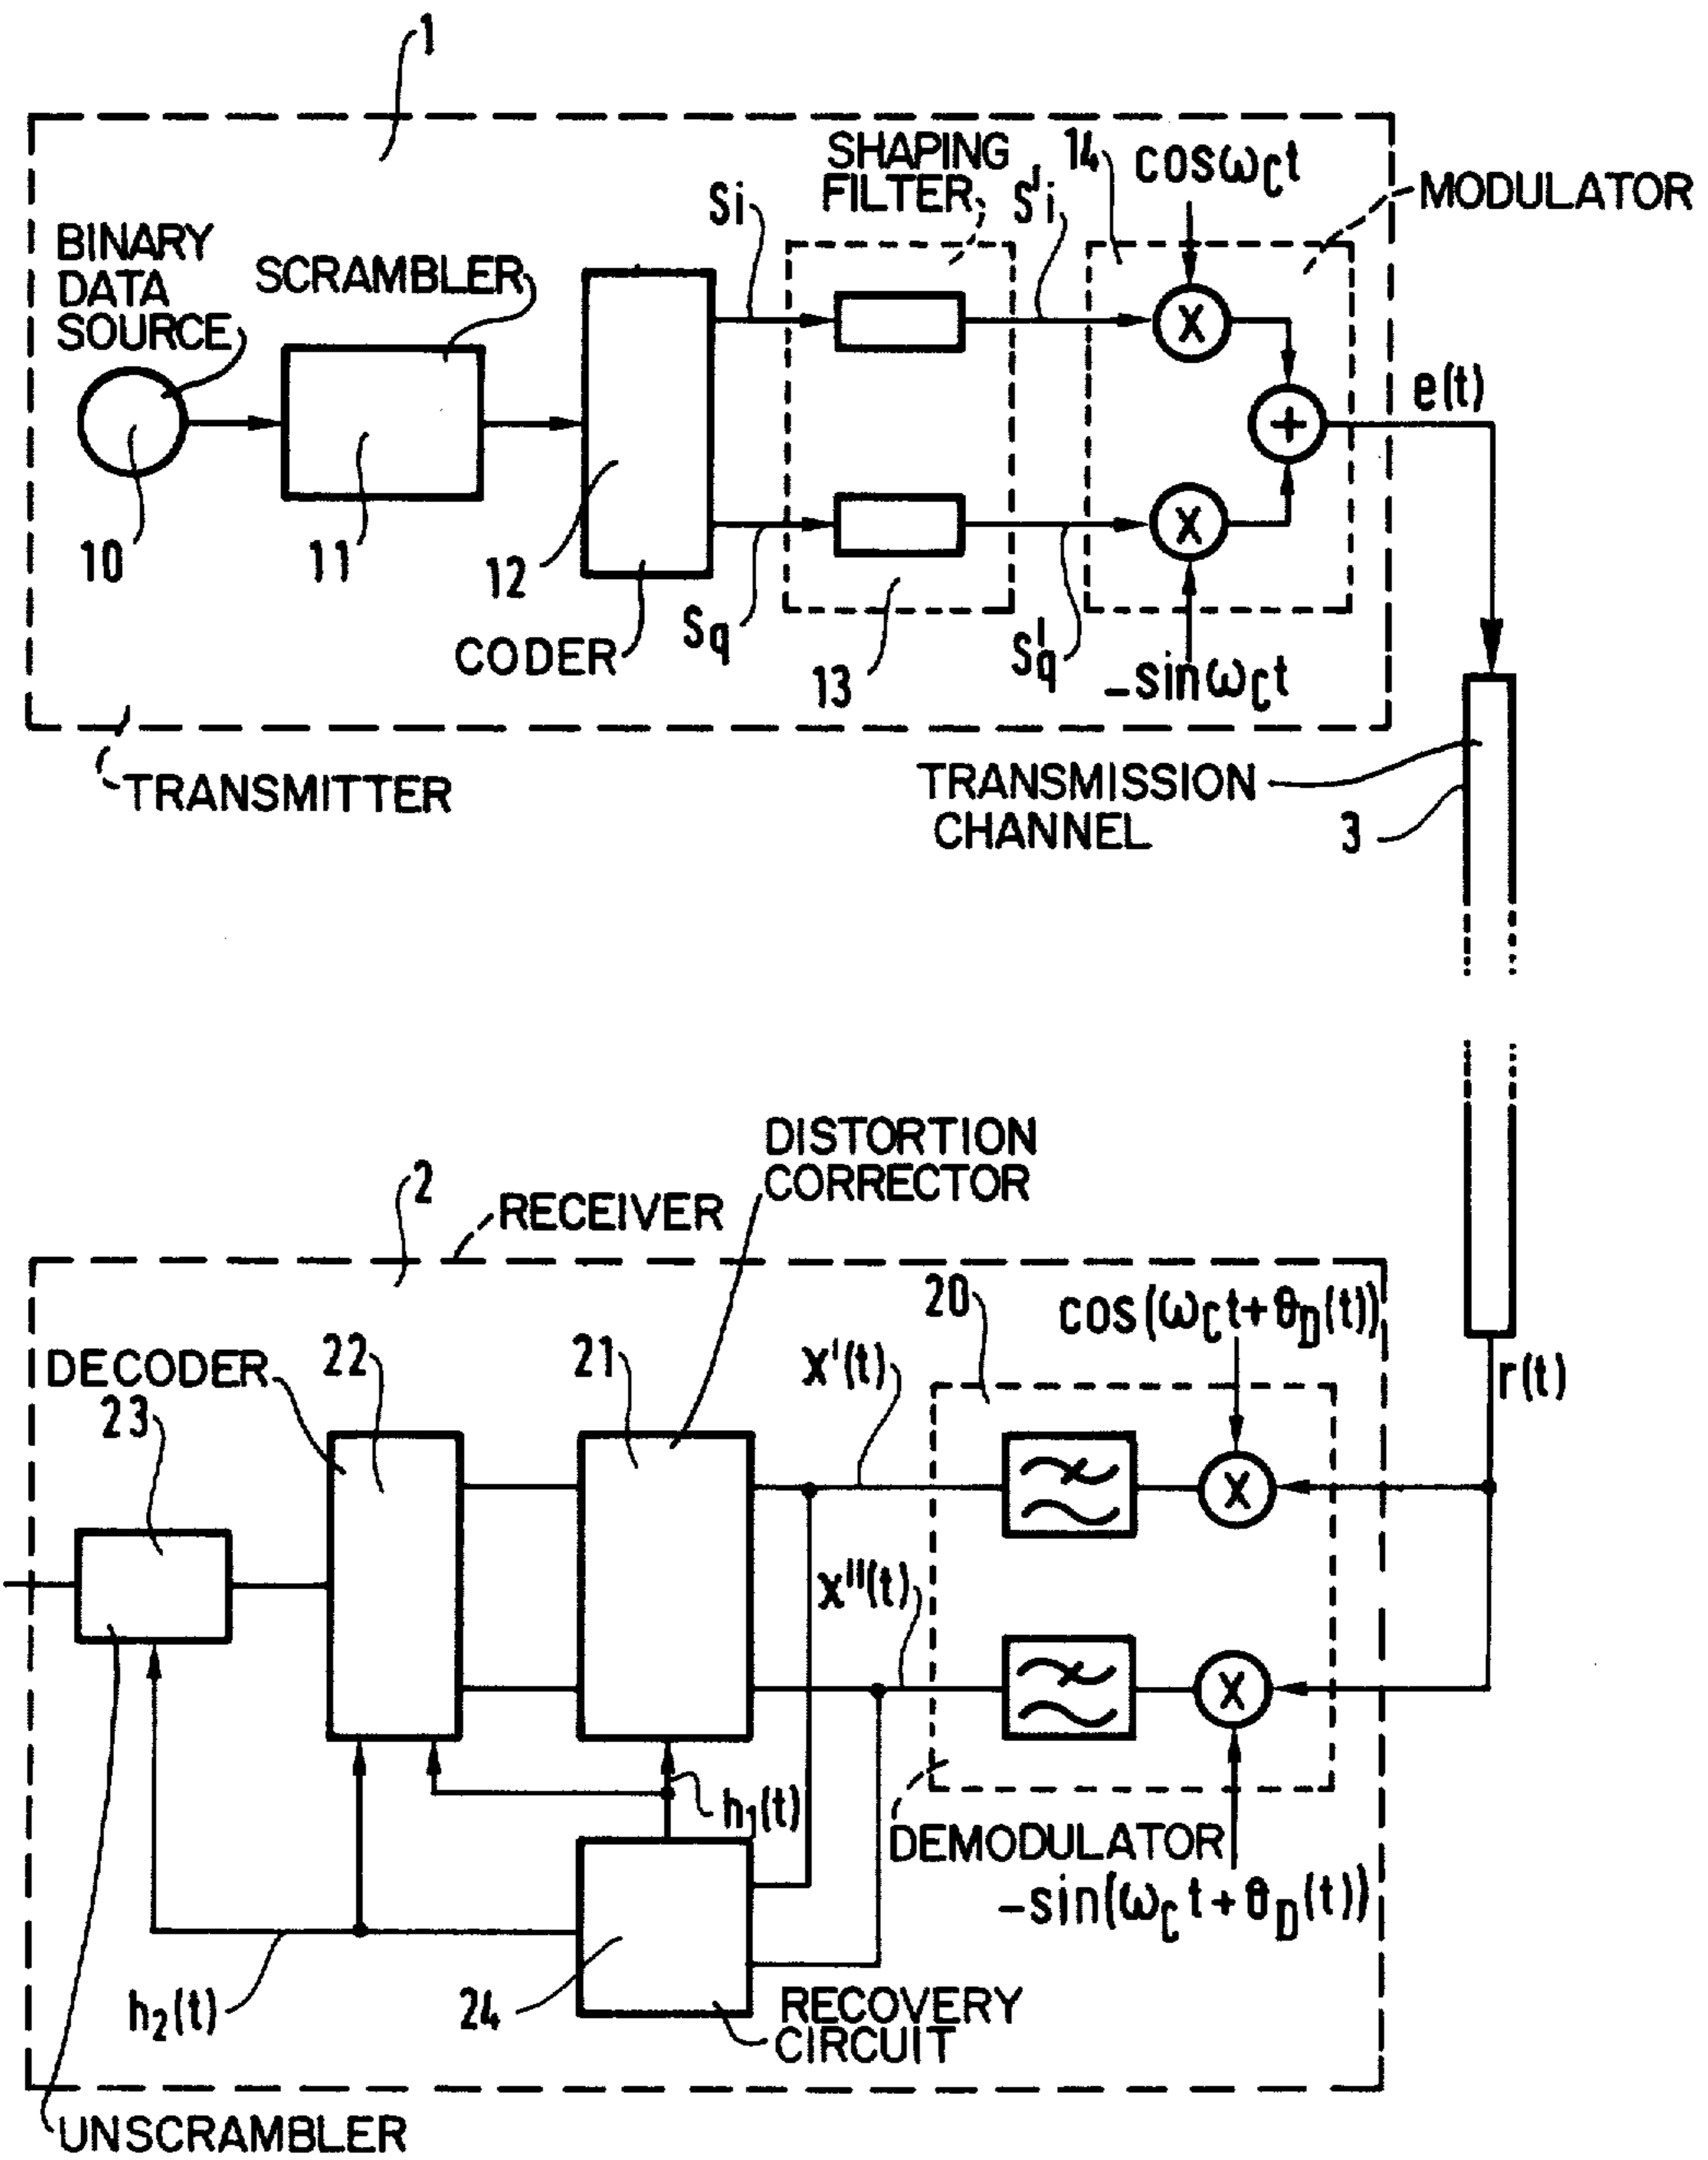 1
SHAPING
FILTER
14
cosωCt
MODULATOR
Si
S'i
BINARY
DATA
SOURCE
SCRAMBLER
X
e(t)
+
X
10
11
12
CODER
Sq
13
S'q
-sinωCt
TRANSMITTER
TRANSMISSION
CHANNEL
3
DISTORTION
CORRECTOR
2
RECEIVER
20
cos(ωCt+θD(t))
DECODER
22
21
x'(t)
r(t)
23
X
x'''(t)
X
h1(t)
DEMODULATOR
-sin(ωCt+θD(t))
h2(t)
24
RECOVERY
CIRCUIT
UNSCRAMBLER